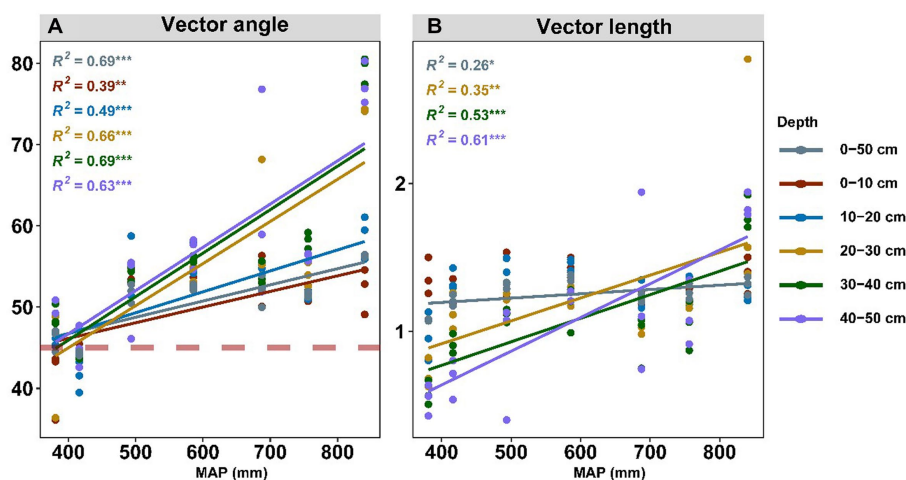 A Vector angle
80
70
60
50
40
R² = 0.69***
R² = 0.39**
R² = 0.49***
R² = 0.66***
R² = 0.69***
R² = 0.63***
400 500 600 700 800
MAP (mm)
B Vector length
2
1
R² = 0.26*
R² = 0.35**
R² = 0.53***
R² = 0.61***
400 500 600 700 800
MAP (mm)
Depth
0−50 cm
0−10 cm
10−20 cm
20−30 cm
30−40 cm
40−50 cm